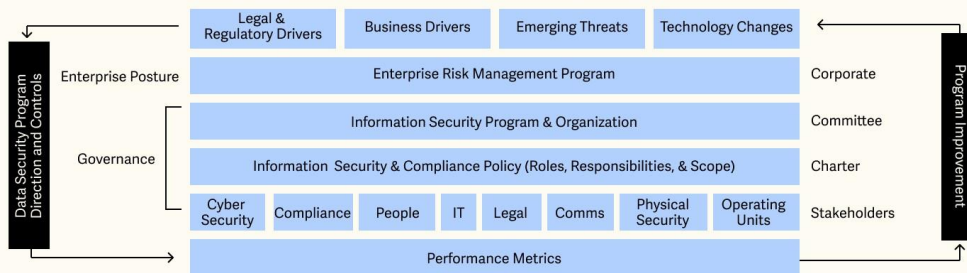 Legal &
Regulatory Drivers
Business Drivers
Emerging Threats
Technology Changes
Data Security Program
Direction and Controls
Enterprise Posture
Enterprise Risk Management Program
Corporate
Program Improvement
Information Security Program & Organization
Committee
Governance
Information Security & Compliance Policy (Roles, Responsibilities, & Scope)
Charter
Cyber
Security
Compliance
People
IT
Legal
Comms
Physical
Security
Operating
Units
Stakeholders
Performance Metrics